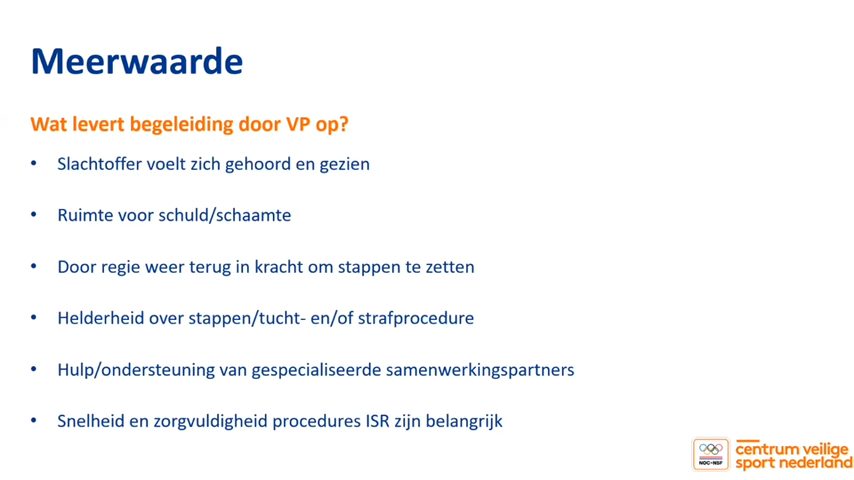 Meerwaarde
Wat levert begeleiding door VP op?
• Slachtoffer voelt zich gehoord en gezien
• Ruimte voor schuld/schaamte
• Door regie weer terug in kracht om stappen te zetten
• Helderheid over stappen/tucht- en/of strafprocedure
• Hulp/ondersteuning van gespecialiseerde samenwerkingspartners
• Snelheid en zorgvuldigheid procedures ISR zijn belangrijk
NOC*NSF
centrum veilige
sport nederland